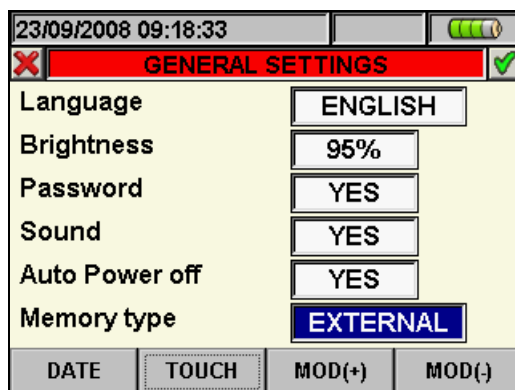 23/09/2008 09:18:33
GENERAL SETTINGS
Language ENGLISH
Brightness 95%
Password YES
Sound YES
Auto Power off YES
Memory type EXTERNAL
DATE TOUCH MOD(+) MOD(-)